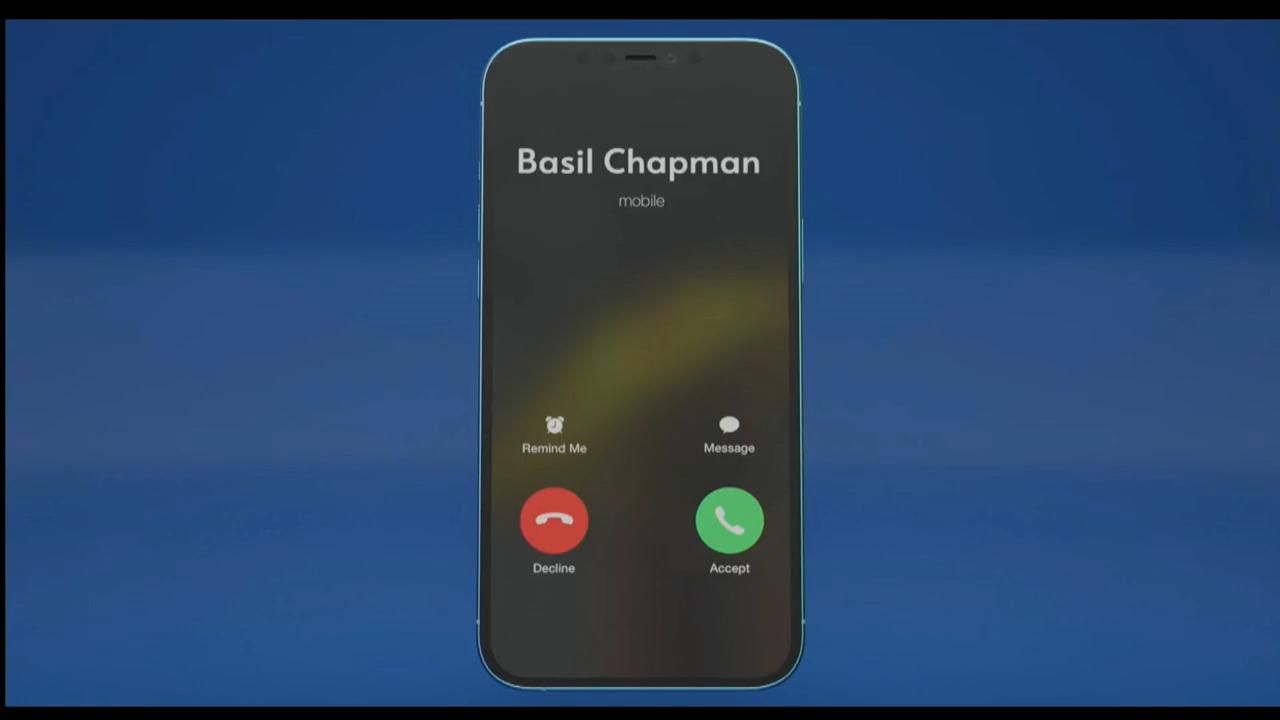 Basil Chapman
mobile
Remind Me
Message
Decline
Accept